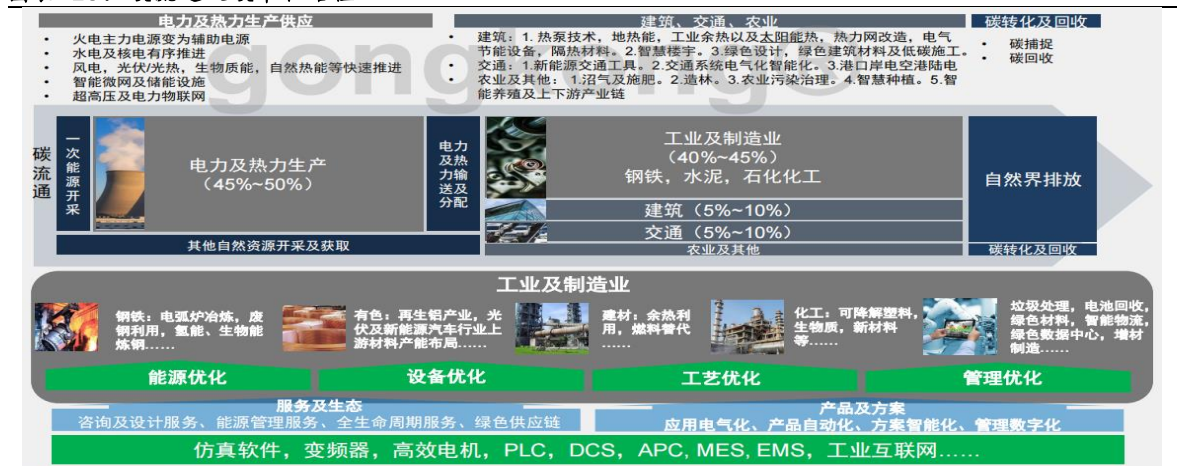 电力及热力生产供应
• 火电主力电源变为辅助电源
• 水电及核电有序推进
• 风电，光伏/光热，生物质能，自然热能等快速推进
• 智能微网及储能设施
• 超高压及电力物联网
建筑、交通、农业
• 建筑：1. 热泵技术，地热能，工业余热以及太阳能热，热力网改造，电气
节能设备，隔热材料。2.智慧楼宇。3.绿色设计，绿色建筑材料及低碳施工。
• 交通：1.新能源交通工具。2.交通系统电气化智能化。3.港口岸电空港陆电
• 农业及其他：1.沼气及施肥。2.造林。3.农业污染治理。4.智慧种植。5.智
能养殖及上下游产业链
碳转化及回收
• 碳捕捉
• 碳回收
gongkong®
碳流通
一次能源开采
电力及热力生产
（45%~50%）
电力
及热
力输
送及
分配
其他自然资源开采及获取
工业及制造业
（40%~45%）
钢铁，水泥，石化化工
建筑（5%~10%）
交通（5%~10%）
农业及其他
自然界排放
碳转化及回收
工业及制造业
钢铁：电弧炉冶炼，废
钢利用，氢能、生物能
炼钢……
有色：再生铝产业，光
伏及新能源汽车行业上
游材料产能布局……
建材：余热利
用，燃料替代
……
化工：可降解塑料，
生物质，新材料
等……
垃圾处理，电池回收，
绿色材料，智能物流，
绿色数据中心，增材
制造……
能源优化
设备优化
工艺优化
管理优化
服务及生态
咨询及设计服务、能源管理服务、全生命周期服务、绿色供应链
产品及方案
应用电气化、产品自动化、方案智能化、管理数字化
仿真软件，变频器，高效电机，PLC，DCS，APC, MES, EMS，工业互联网……